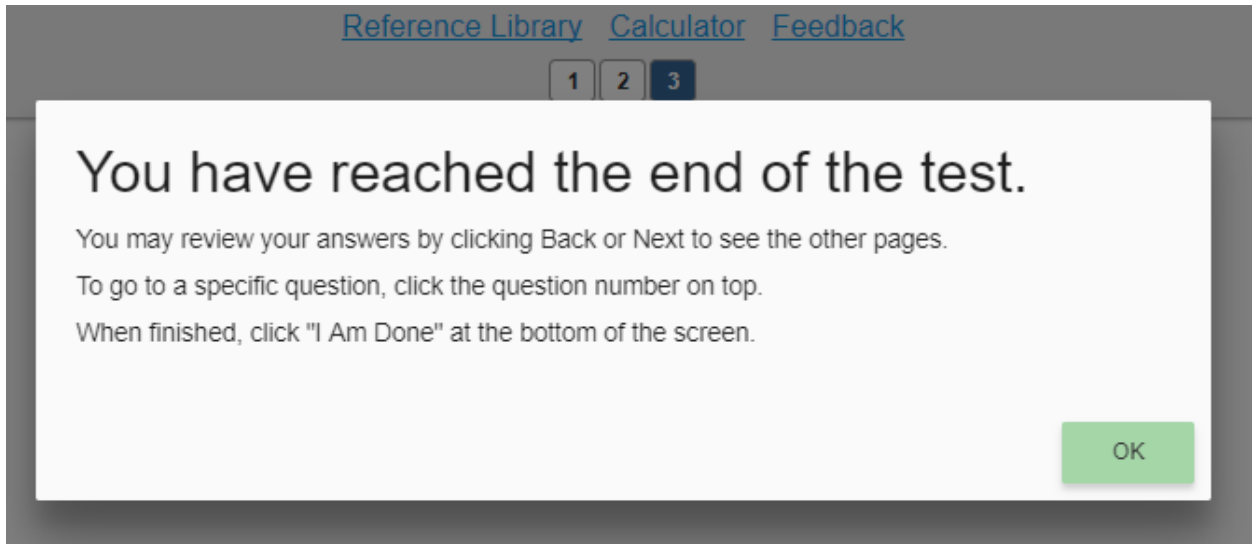 Reference Library Calculator Feedback
1 2 3
You have reached the end of the test.
You may review your answers by clicking Back or Next to see the other pages.
To go to a specific question, click the question number on top.
When finished, click "I Am Done" at the bottom of the screen.
OK